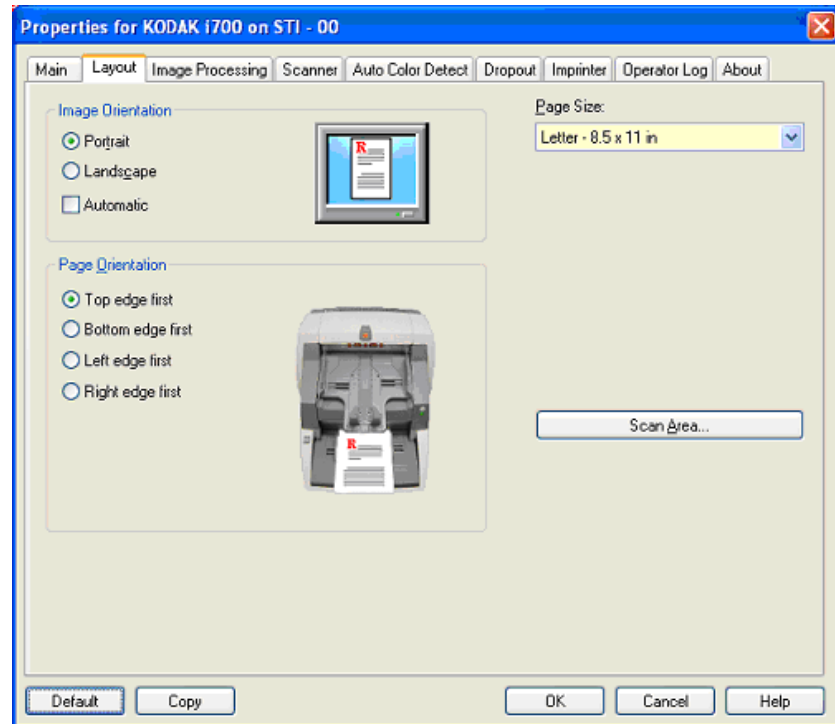 Properties for KODAK i700 on STI - 00
Main Layout Image Processing Scanner Auto Color Detect Dropout Imprinter Operator Log About
Image Orientation
Portrait
Landscape
Automatic
R
Page Size:
Letter - 8.5 x 11 in
Page Orientation
Top edge first
Bottom edge first
Left edge first
Right edge first
R
Scan Area...
Default Copy OK Cancel Help